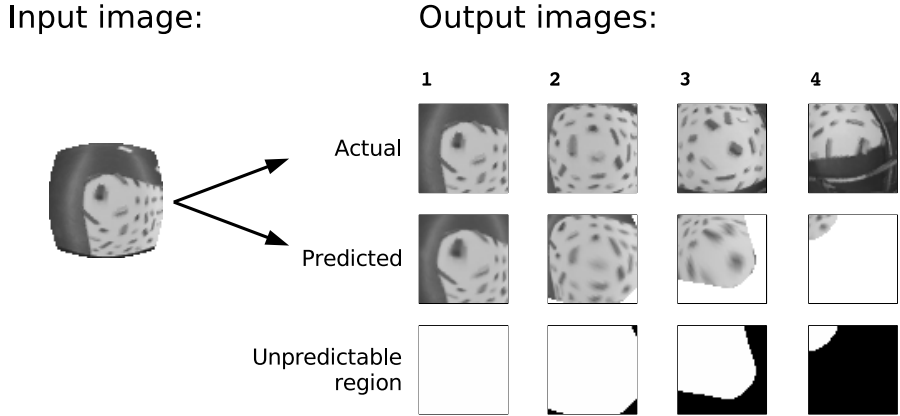 Input image:
Output images:
1 2 3 4
Actual
Predicted
Unpredictable
region